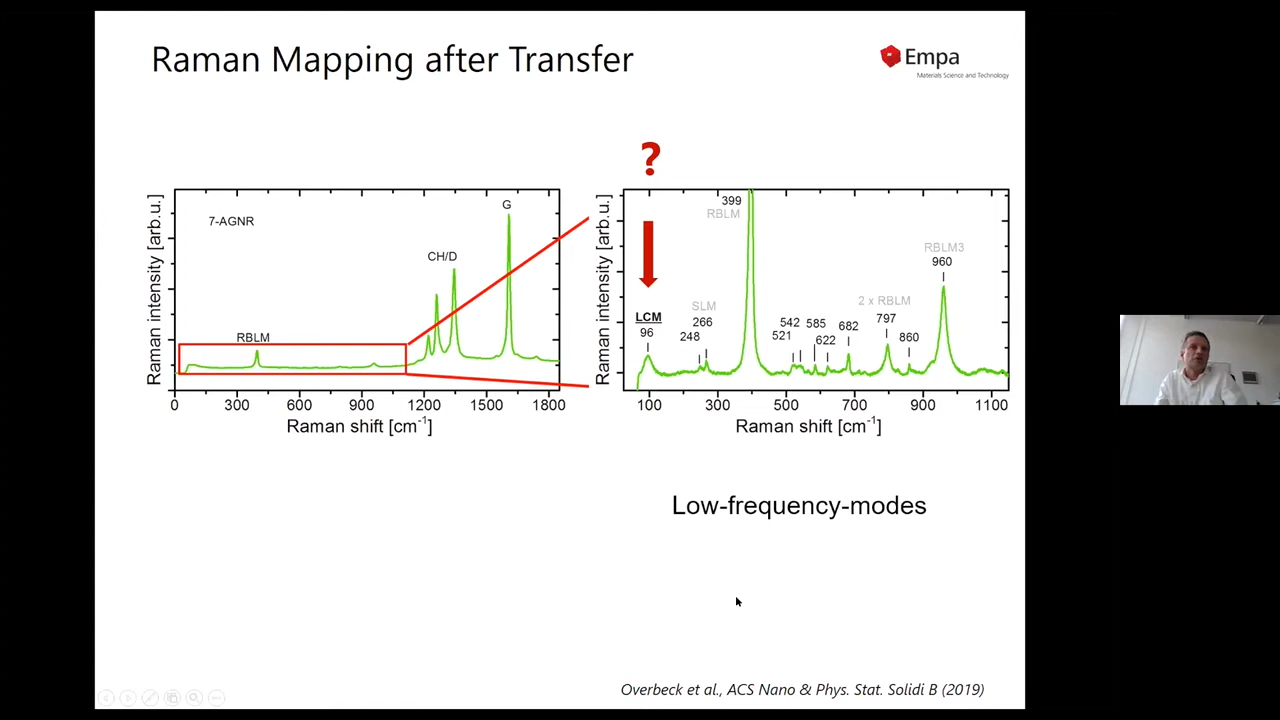 Raman Mapping after Transfer
Empa
Materials Science and Technology
?
7-AGNR
G
CH/D
RBLM
Raman intensity [arb.u.]
0 300 600 900 1200 1500 1800
Raman shift [cm-1]
399
RBLM
RBLM3
960
LCM
96
SLM
266
248
542
521
585
622
682
2 x RBLM
797
860
Raman intensity [arb.u.]
100 300 500 700 900 1100
Raman shift [cm-1]
Low-frequency-modes
Overbeck et al., ACS Nano & Phys. Stat. Solidi B (2019)